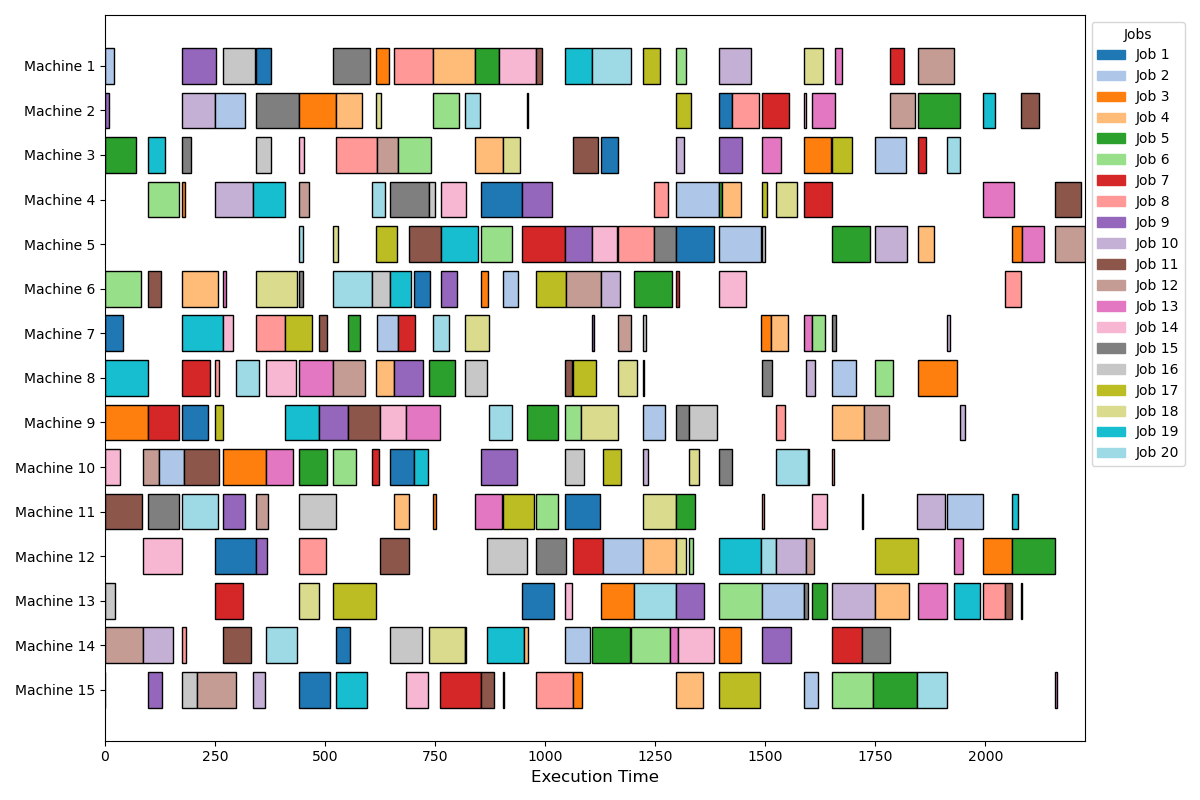 Machine 1
Machine 2
Machine 3
Machine 4
Machine 5
Machine 6
Machine 7
Machine 8
Machine 9
Machine 10
Machine 11
Machine 12
Machine 13
Machine 14
Machine 15
0 250 500 750 1000 1250 1500 1750 2000
Execution Time
Jobs
Job 1
Job 2
Job 3
Job 4
Job 5
Job 6
Job 7
Job 8
Job 9
Job 10
Job 11
Job 12
Job 13
Job 14
Job 15
Job 16
Job 17
Job 18
Job 19
Job 20